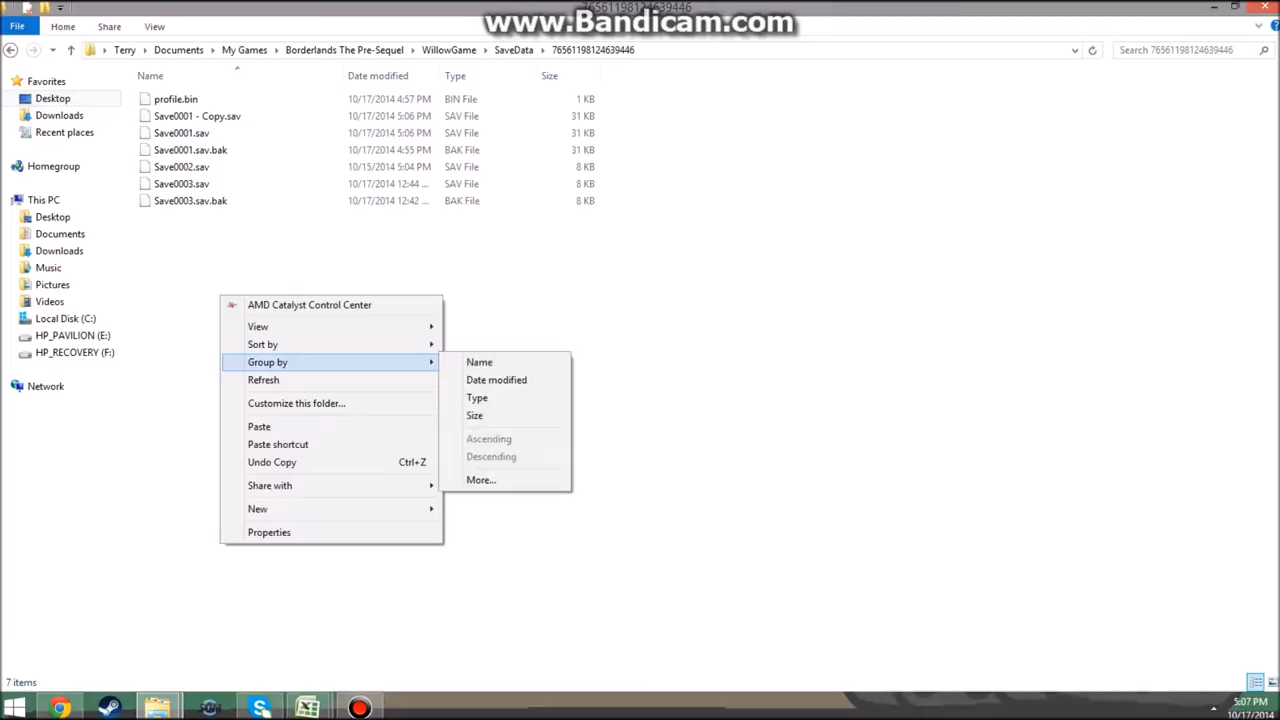 76561198124639446
www.Bandicam.com
File Home Share View
Terry Documents My Games Borderlands The Pre-Sequel WillowGame SaveData 76561198124639446 Search 76561198124639446
Name Date modified Type Size
profile.bin 10/17/2014 4:57 PM BIN File 1 KB
Save0001 - Copy.sav 10/17/2014 5:06 PM SAV File 31 KB
Save0001.sav 10/17/2014 5:06 PM SAV File 31 KB
Save0001.sav.bak 10/17/2014 4:55 PM BAK File 31 KB
Save0002.sav 10/15/2014 5:04 PM SAV File 8 KB
Save0003.sav 10/17/2014 12:44 ... SAV File 8 KB
Save0003.sav.bak 10/17/2014 12:42 ... BAK File 8 KB
Favorites
Desktop
Downloads
Recent places
Homegroup
This PC
Desktop
Documents
Downloads
Music
Pictures
Videos
Local Disk (C:)
HP_PAVILION (E:)
HP_RECOVERY (F:)
Network
AMD Catalyst Control Center
View
Sort by
Group by
Refresh
Customize this folder...
Paste
Paste shortcut
Undo Copy Ctrl+Z
Share with
New
Properties
Name
Date modified
Type
Size
Ascending
Descending
More...
7 items
5:07 PM
10/17/2014